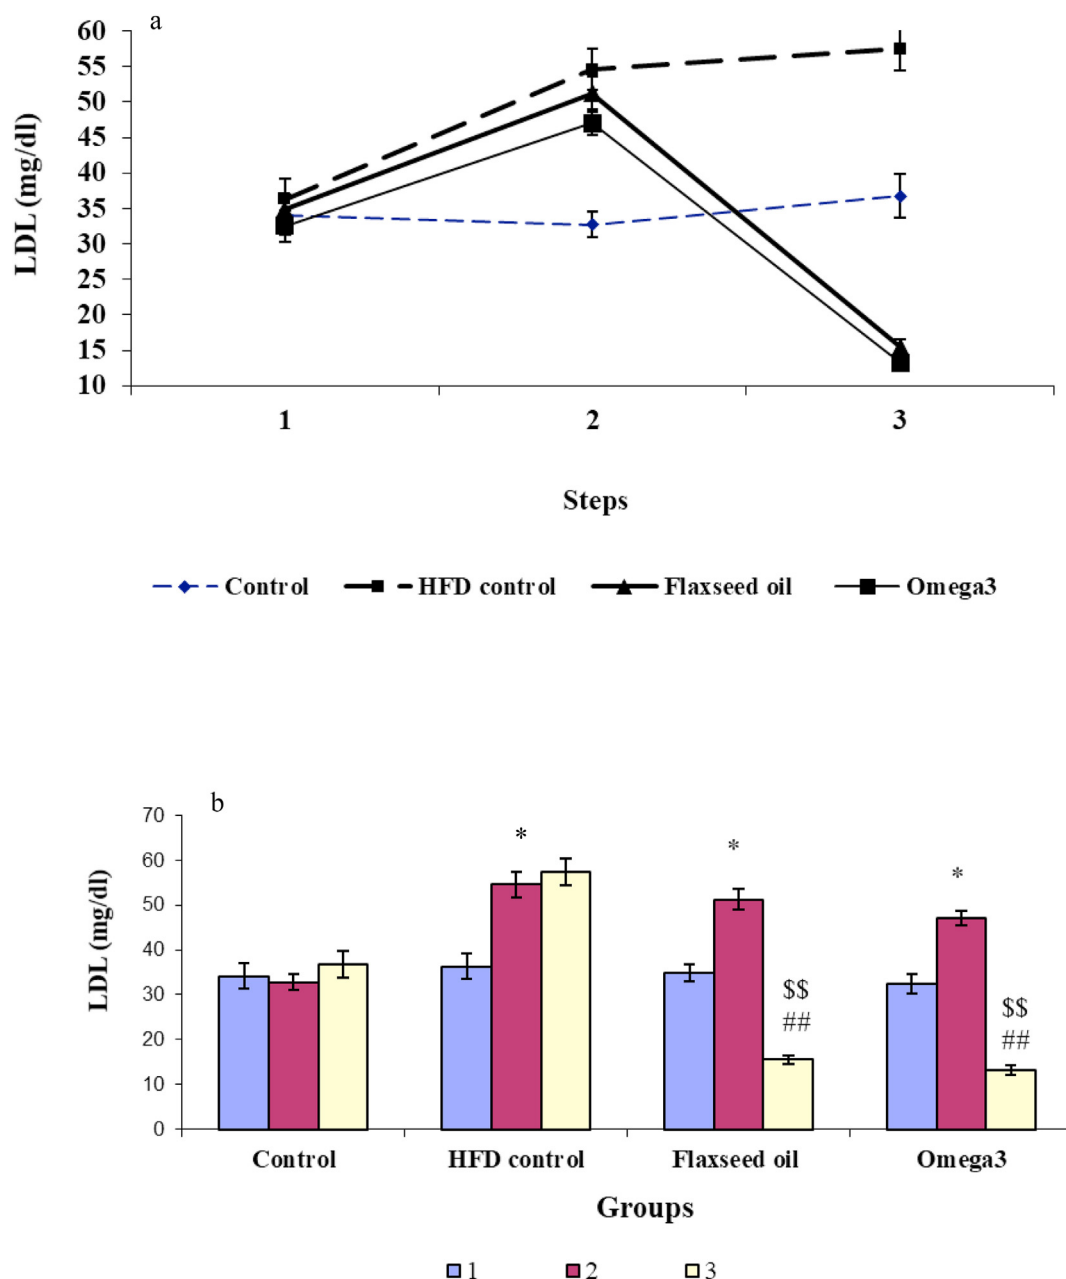 a
60
55
50
45
40
35
30
25
20
15
10
LDL (mg/dl)
1 2 3
Steps
Control HFD control Flaxseed oil Omega3
b
70
60
50
40
30
20
10
0
LDL (mg/dl)
* * *
$$ $$
## ##
Control HFD control Flaxseed oil Omega3
Groups
1 2 3